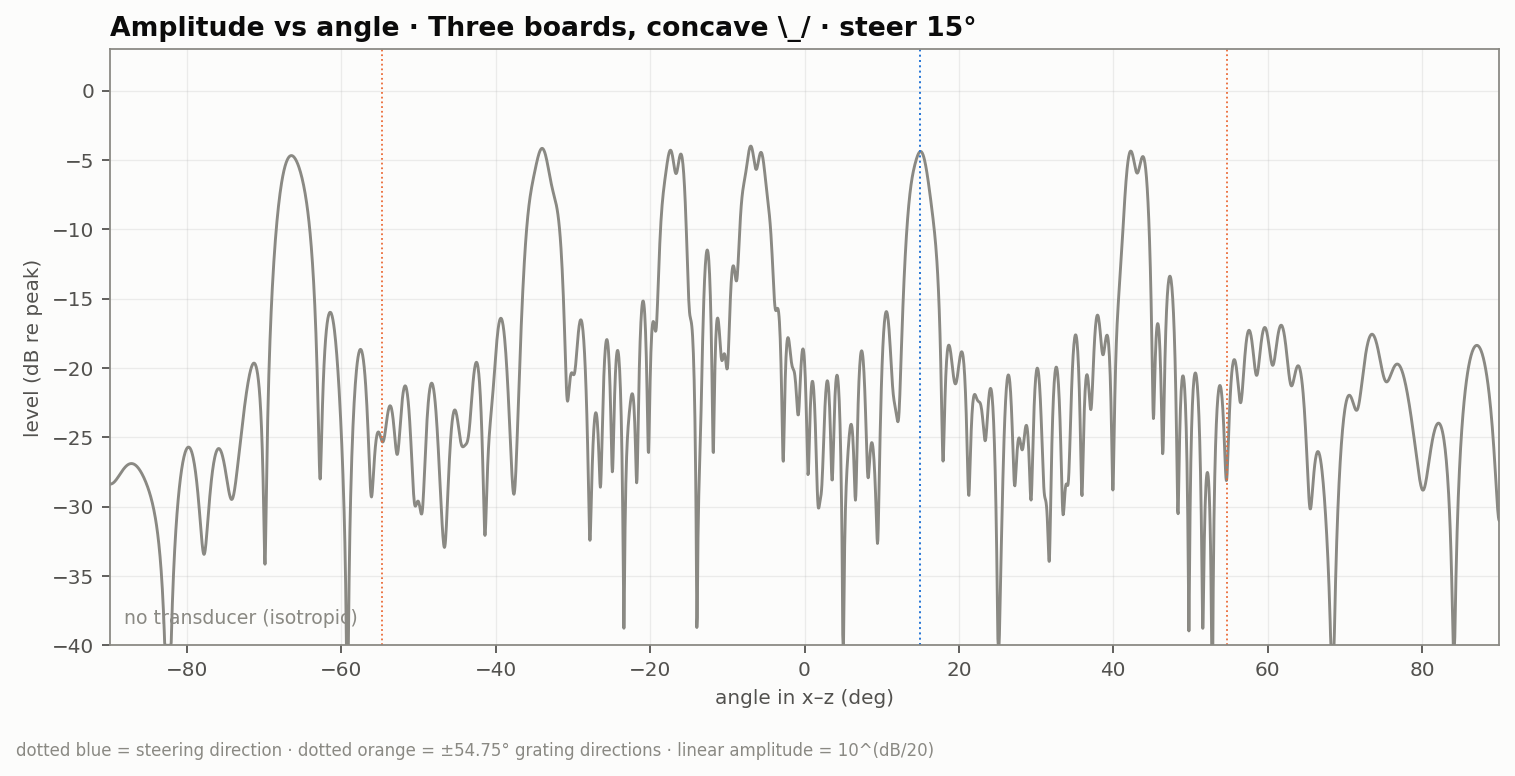 Amplitude vs angle · Three boards, concave \_/ · steer 15°
level (dB re peak)
0
−5
−10
−15
−20
−25
−30
−35
−40
no transducer (isotropic)
−80 −60 −40 −20 0 20 40 60 80
angle in x–z (deg)
dotted blue = steering direction · dotted orange = ±54.75° grating directions · linear amplitude = 10^(dB/20)